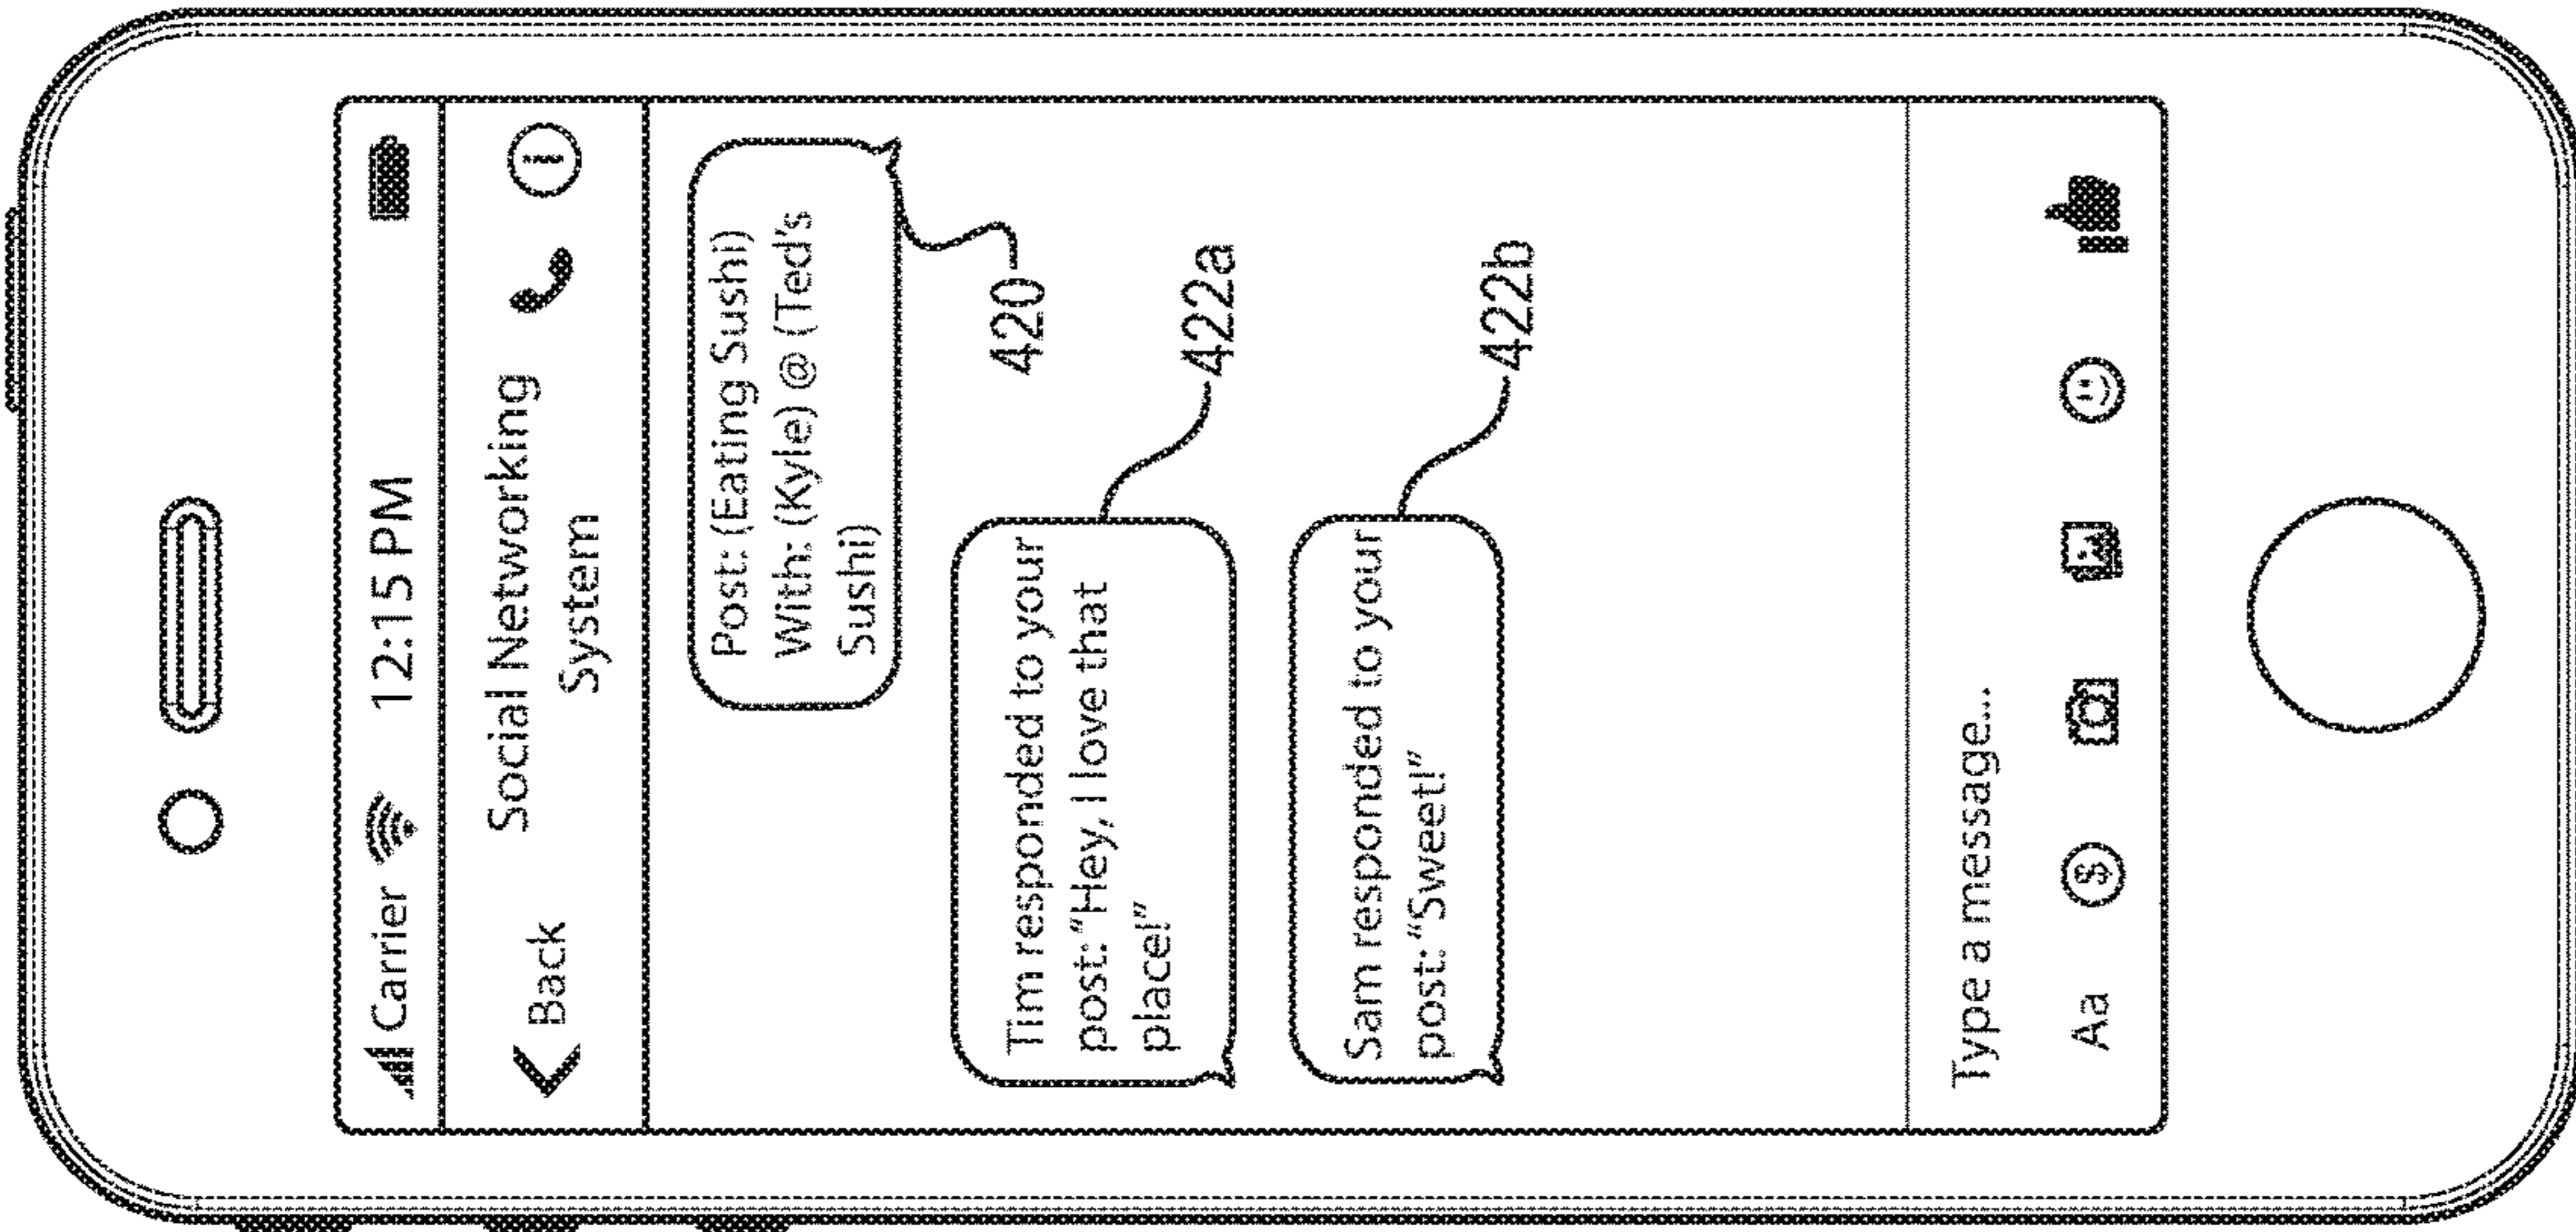 Carrier 12:15 PM
Back Social Networking
System
Post: (Eating Sushi)
With: (Kyle) @ (Ted's
Sushi)
420
Tim responded to your
post: “Hey, I love that
place!”
422a
Sam responded to your
post: “Sweet!”
422b
Type a message...
Aa $